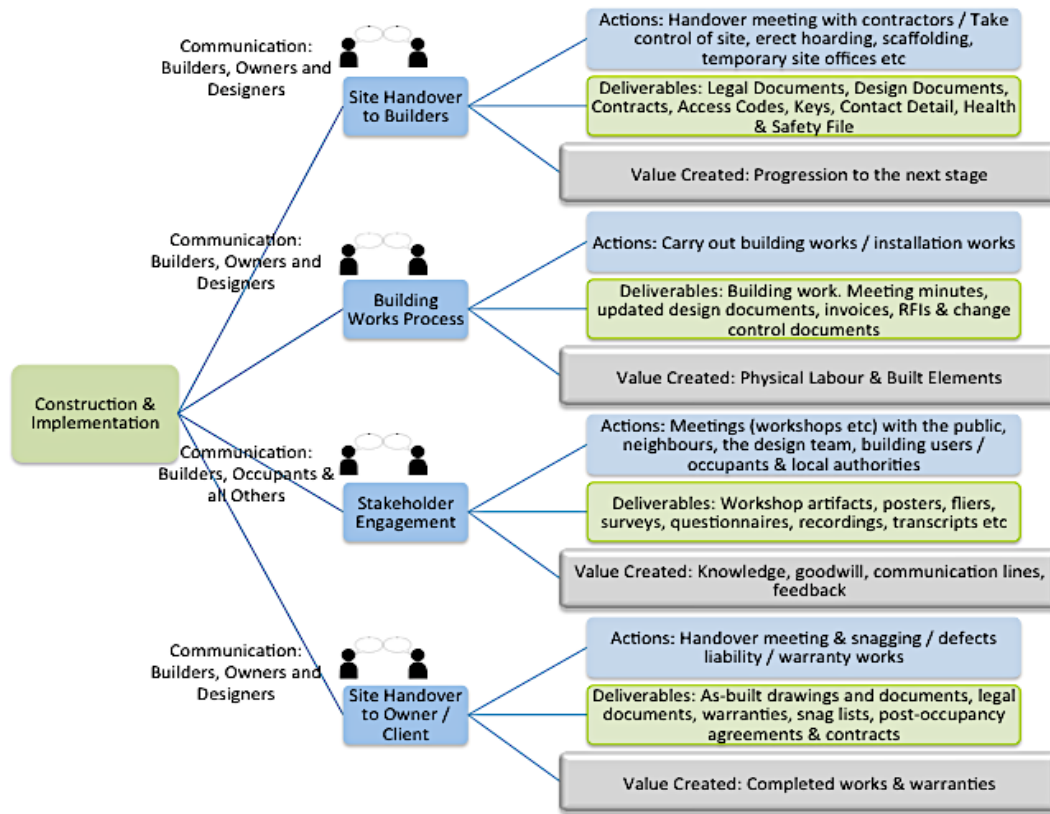 Communication:
Builders, Owners and
Designers
Site Handover
to Builders
Actions: Handover meeting with contractors / Take
control of site, erect hoarding, scaffolding,
temporary site offices etc
Deliverables: Legal Documents, Design Documents,
Contracts, Access Codes, Keys, Contact Detail, Health
& Safety File
Value Created: Progression to the next stage
Communication:
Builders, Owners and
Designers
Building
Works Process
Actions: Carry out building works / installation works
Deliverables: Building work. Meeting minutes,
updated design documents, invoices, RFIs & change
control documents
Value Created: Physical Labour & Built Elements
Construction &
Implementation
Communication:
Builders, Occupants &
all Others
Stakeholder
Engagement
Actions: Meetings (workshops etc) with the public,
neighbours, the design team, building users /
occupants & local authorities
Deliverables: Workshop artifacts, posters, fliers,
surveys, questionnaires, recordings, transcripts etc
Value Created: Knowledge, goodwill, communication lines,
feedback
Communication:
Builders, Owners and
Designers
Site Handover
to Owner /
Client
Actions: Handover meeting & snagging / defects
liability / warranty works
Deliverables: As-built drawings and documents, legal
documents, warranties, snag lists, post-occupancy
agreements & contracts
Value Created: Completed works & warranties